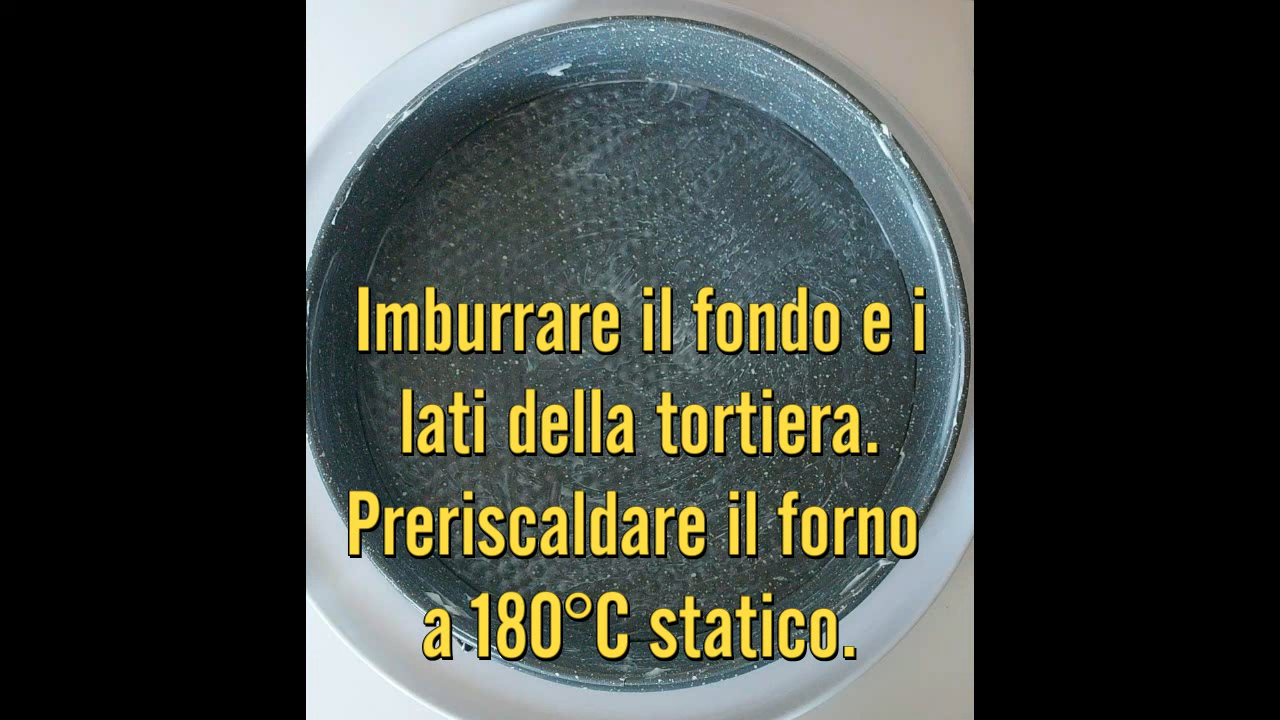 Imburrare il fondo e i
lati della tortiera.
Preriscaldare il forno
a 180°C statico.